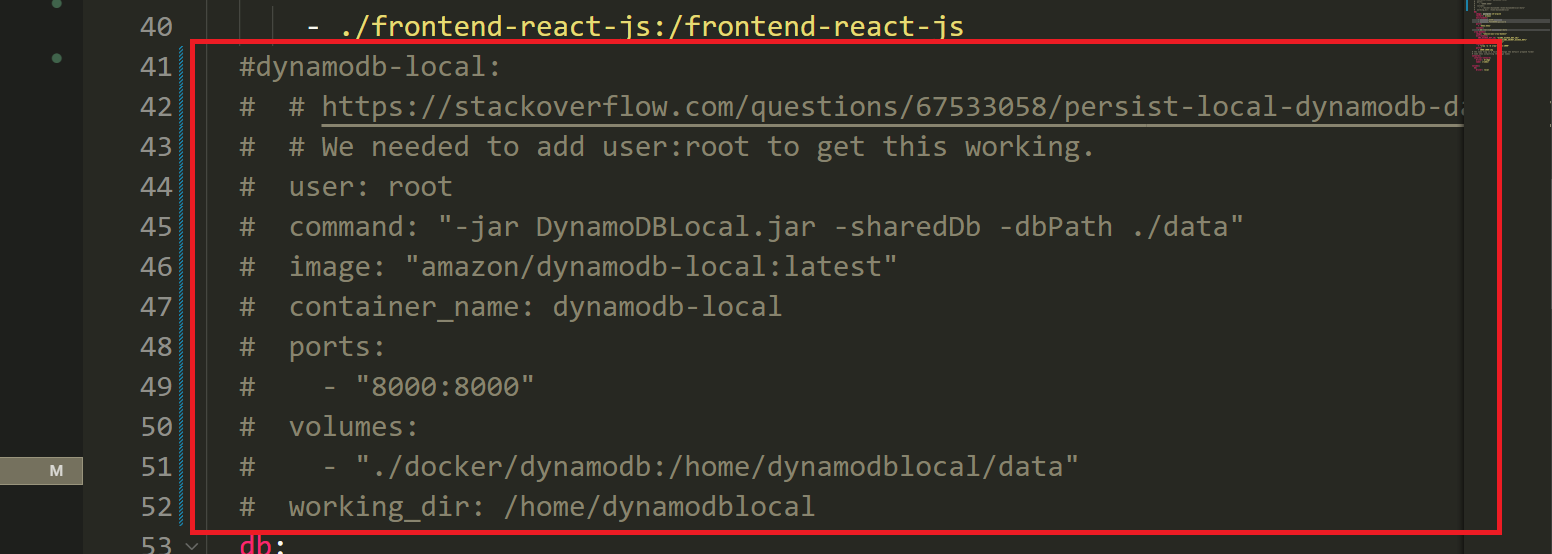 40 - ./frontend-react-js:/frontend-react-js
41 #dynamodb-local:
42 # # https://stackoverflow.com/questions/67533058/persist-local-dynamodb-da
43 # # We needed to add user:root to get this working.
44 # user: root
45 # command: "-jar DynamoDBLocal.jar -sharedDb -dbPath ./data"
46 # image: "amazon/dynamodb-local:latest"
47 # container_name: dynamodb-local
48 # ports:
49 # - "8000:8000"
50 # volumes:
M
51 # - "./docker/dynamodb:/home/dynamodblocal/data"
52 # working_dir: /home/dynamodblocal
53 db: